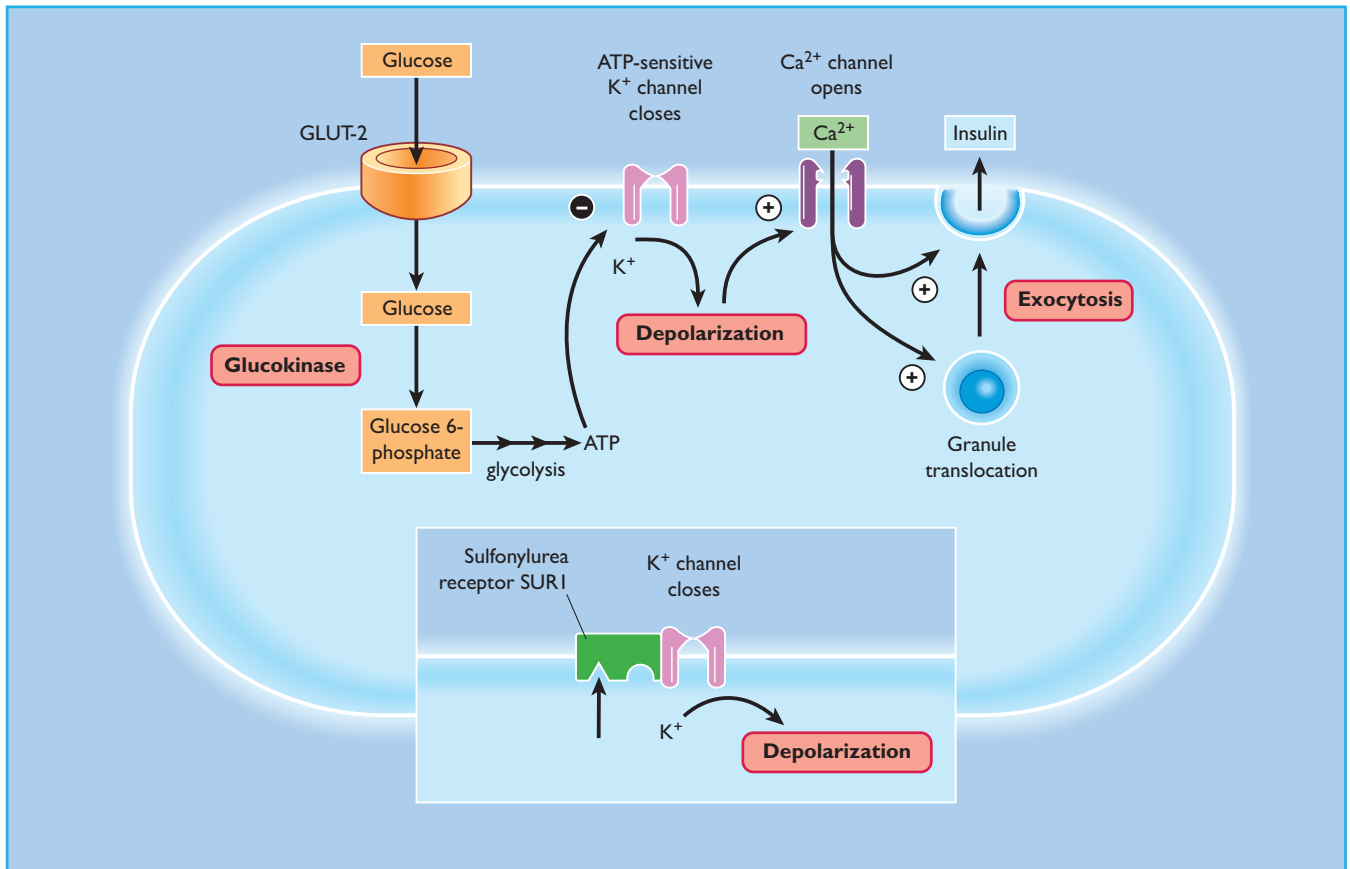 Glucose
GLUT-2
ATP-sensitive
K⁺ channel
closes
Ca²⁺ channel
opens
Ca²⁺
Insulin
−
+
K⁺
Depolarization
+
Exocytosis
Glucose
Glucokinase
+
Glucose 6-
phosphate
glycolysis
ATP
Granule
translocation
Sulfonylurea
receptor SUR1
K⁺ channel
closes
K⁺
Depolarization